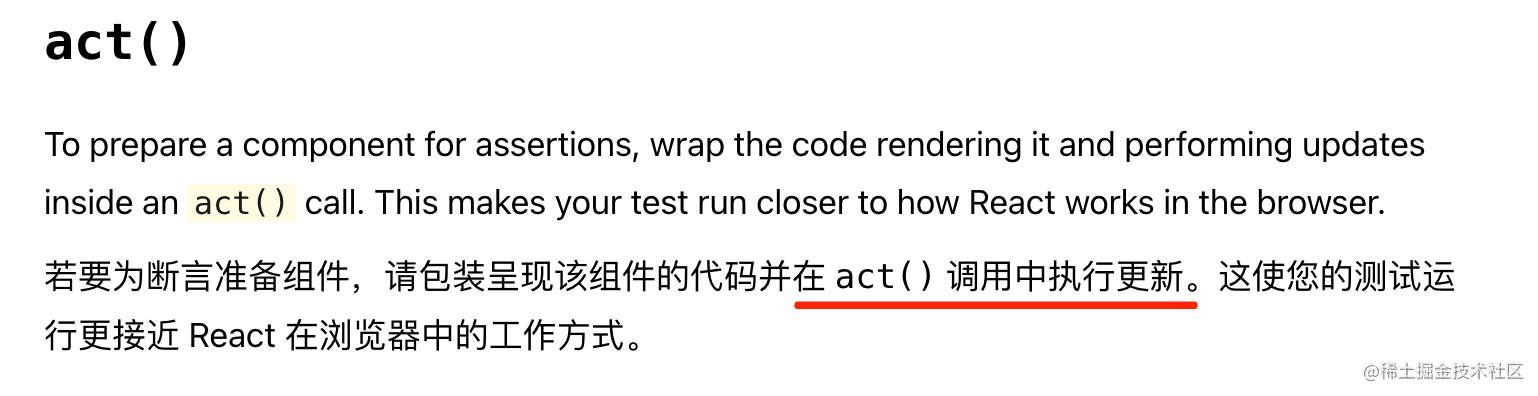 act()
To prepare a component for assertions, wrap the code rendering it and performing updates
inside an act() call. This makes your test run closer to how React works in the browser.
若要为断言准备组件，请包装呈现该组件的代码并在 act() 调用中执行更新。这使您的测试运
行更接近 React 在浏览器中的工作方式。
@稀土掘金技术社区